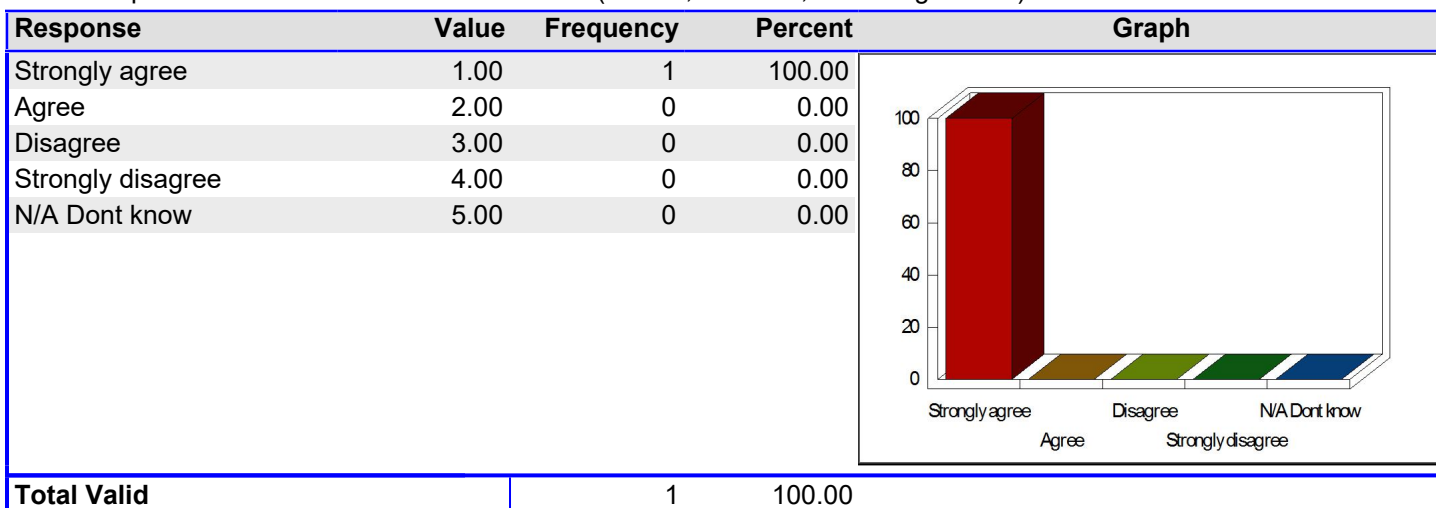 Response Value Frequency Percent Graph
Strongly agree 1.00 1 100.00
Agree 2.00 0 0.00
Disagree 3.00 0 0.00
Strongly disagree 4.00 0 0.00
N/A Dont know 5.00 0 0.00
100
80
60
40
20
0
Strongly agree Disagree N/A Dont know
Agree Strongly disagree
Total Valid 1 100.00